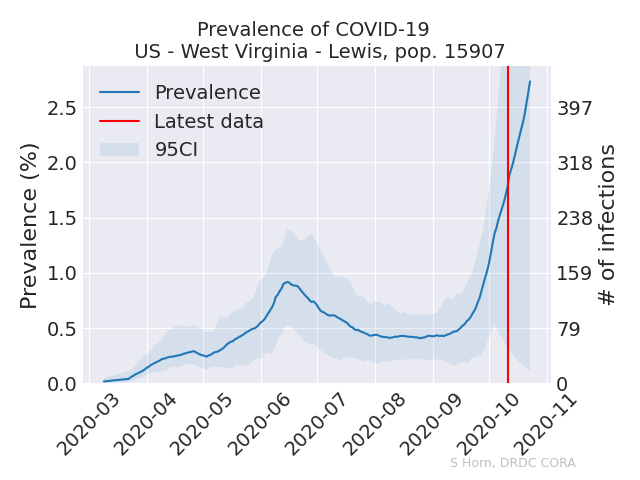 Prevalence of COVID-19
US - West Virginia - Lewis, pop. 15907
Prevalence
Latest data
95CI
Prevalence (%)
2.5
2.0
1.5
1.0
0.5
0.0
397
318
238
159
79
0
# of infections
2020-03
2020-04
2020-05
2020-06
2020-07
2020-08
2020-09
2020-10
2020-11
S Horn, DRDC CORA